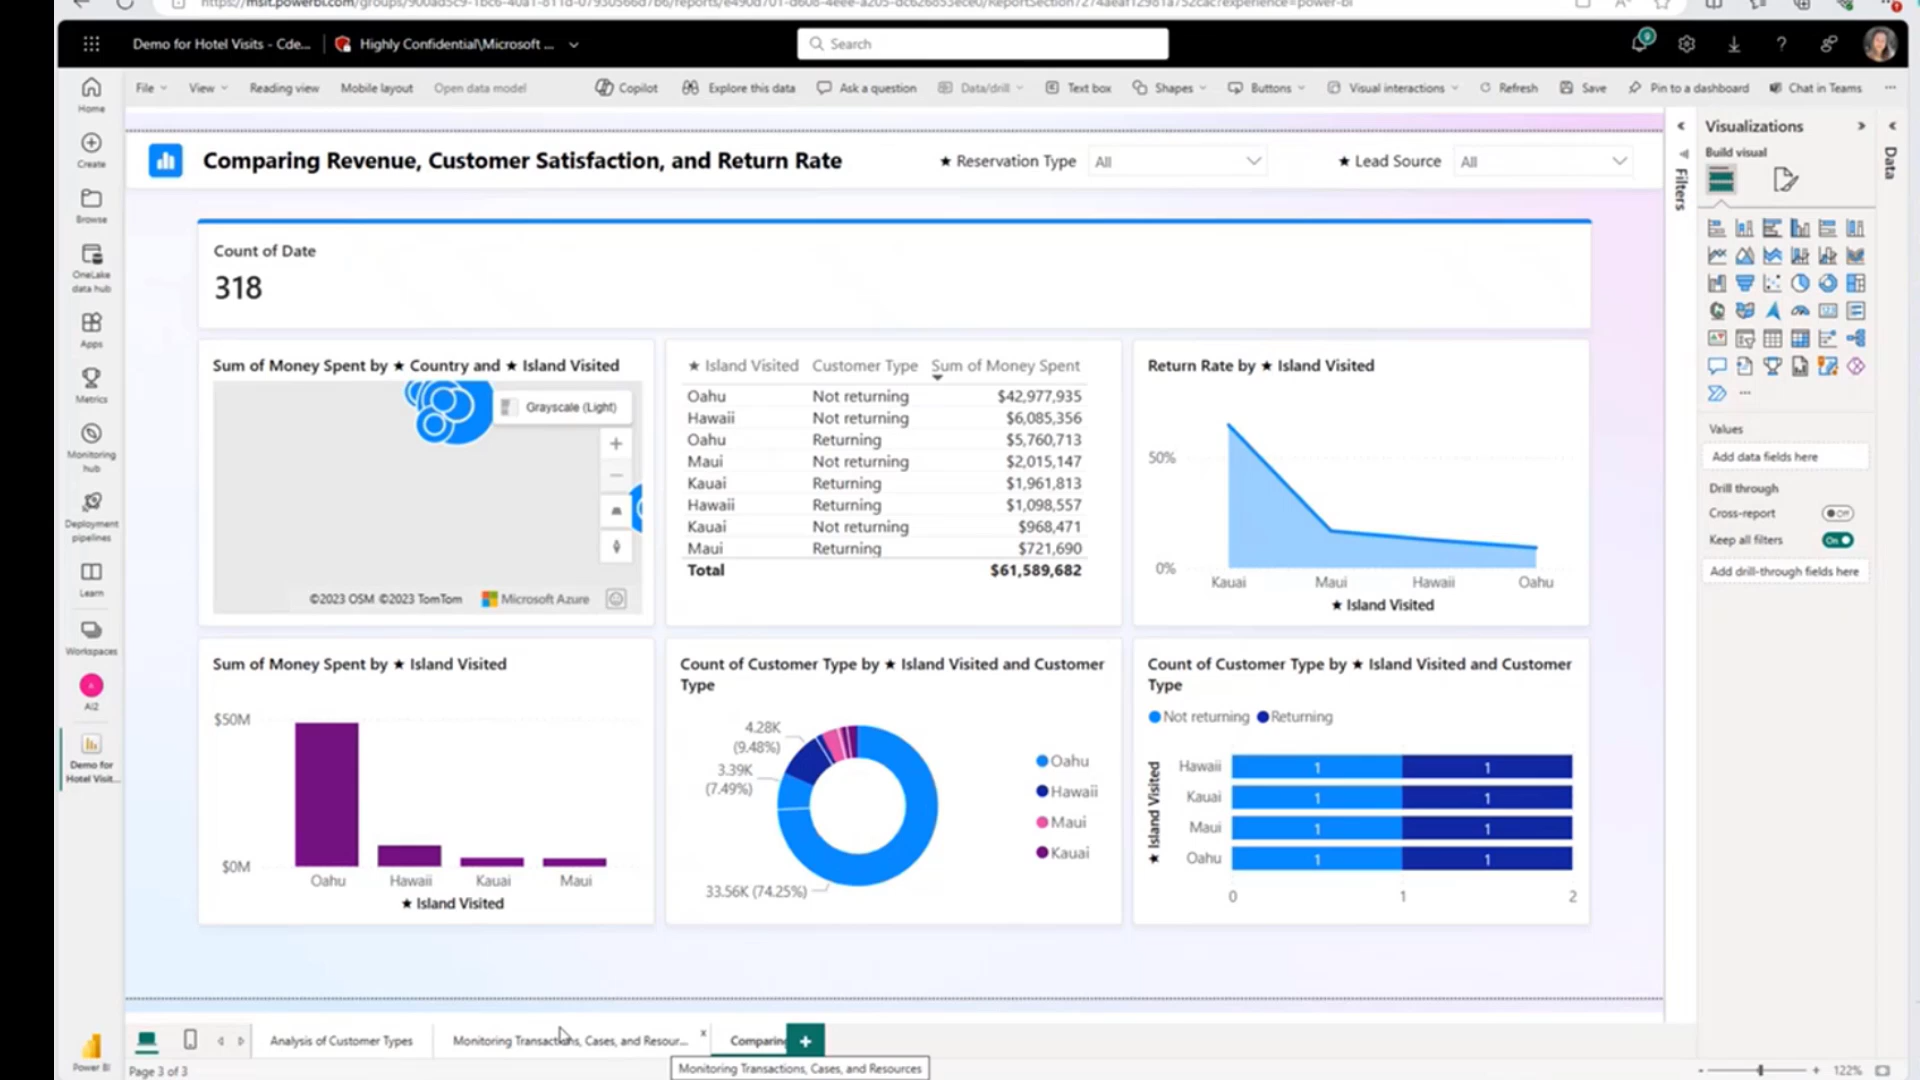 Demo for Hotel Visits - Cde...
Highly Confidential\Microsoft ...
Search
9
File
View
Reading view
Mobile layout
Open data model
Copilot
Explore this data
Ask a question
Data/drill
Text box
Shapes
Buttons
Visual interactions
Refresh
Save
Pin to a dashboard
Chat in Teams
Home
Create
Browse
OneLake
data hub
Apps
Metrics
Monitoring
hub
Deployment
pipelines
Learn
Workspaces
AI2
Demo for
Hotel Visit...
Power BI
Comparing Revenue, Customer Satisfaction, and Return Rate
★ Reservation Type
All
★ Lead Source
All
Count of Date
318
Sum of Money Spent by ★ Country and ★ Island Visited
Grayscale (Light)
©2023 OSM ©2023 TomTom
Microsoft Azure
★ Island Visited Customer Type Sum of Money Spent
Oahu Not returning $42,977,935
Hawaii Not returning $6,085,356
Oahu Returning $5,760,713
Maui Not returning $2,015,147
Kauai Returning $1,961,813
Hawaii Returning $1,098,557
Kauai Not returning $968,471
Maui Returning $721,690
Total $61,589,682
Return Rate by ★ Island Visited
50%
0%
Kauai Maui Hawaii Oahu
★ Island Visited
Sum of Money Spent by ★ Island Visited
$50M
$0M
Oahu Hawaii Kauai Maui
★ Island Visited
Count of Customer Type by ★ Island Visited and Customer
Type
4.28K
(9.48%)
3.39K
(7.49%)
33.56K (74.25%)
Oahu
Hawaii
Maui
Kauai
Count of Customer Type by ★ Island Visited and Customer
Type
Not returning Returning
★ Island Visited
Hawaii 1 1
Kauai 1 1
Maui 1 1
Oahu 1 1
0 1 2
Filters
Visualizations
Build visual
Values
Add data fields here
Drill through
Cross-report
Off
Keep all filters
On
Add drill-through fields here
Data
Analysis of Customer Types
Monitoring Transactions, Cases, and Resour...
Comparing
Monitoring Transactions, Cases, and Resources
Page 3 of 3
122%